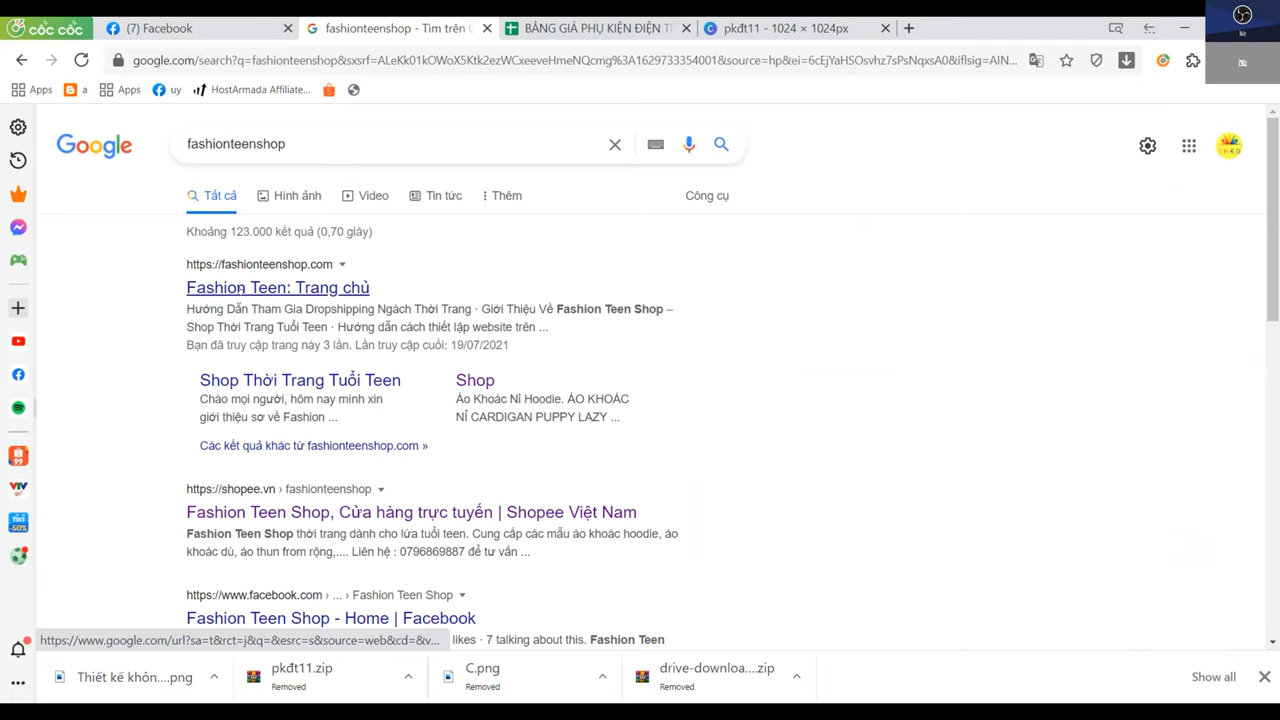 cốc cốc
(7) Facebook
fashionteenshop - Tìm trên G
BẢNG GIÁ PHỤ KIỆN ĐIỆN T
pkđt11 - 1024 × 1024px
google.com/search?q=fashionteenshop&sxsrf=ALeKk01kOWoX5Ktk2ezWCxeeveHmeNQcmg%3A1629733354001&source=hp&ei=6cEjYaHSOsvhz7sPsNqxsA0&iflsig=AIN...
Apps
a
Apps
uy
HostArmada Affiliate...
Google
fashionteenshop
Tất cả
Hình ảnh
Video
Tin tức
Thêm
Công cụ
Khoảng 123.000 kết quả (0,70 giây)
https://fashionteenshop.com
Fashion Teen: Trang chủ
Hướng Dẫn Tham Gia Dropshipping Ngách Thời Trang · Giới Thiệu Về Fashion Teen Shop –
Shop Thời Trang Tuổi Teen · Hướng dẫn cách thiết lập website trên ...
Bạn đã truy cập trang này 3 lần. Lần truy cập cuối: 19/07/2021
Shop Thời Trang Tuổi Teen
Chào mọi người, hôm nay mình xin
giới thiệu sơ về Fashion ...
Shop
Áo Khoác Nỉ Hoodie. ÁO KHOÁC
NỈ CARDIGAN PUPPY LAZY ...
Các kết quả khác từ fashionteenshop.com »
https://shopee.vn › fashionteenshop
Fashion Teen Shop, Cửa hàng trực tuyến | Shopee Việt Nam
Fashion Teen Shop thời trang dành cho lứa tuổi teen. Cung cấp các mẫu áo khoác hoodie, áo
khoác dù, áo thun from rộng,.... Liên hệ : 0796869887 để tư vấn ...
https://www.facebook.com › ... › Fashion Teen Shop
Fashion Teen Shop - Home | Facebook
likes · 7 talking about this. Fashion Teen
https://www.google.com/url?sa=t&rct=j&q=&esrc=s&source=web&cd=&v...
Thiết kế khôn....png
pkđt11.zip
Removed
C.png
Removed
drive-downloa....zip
Removed
Show all